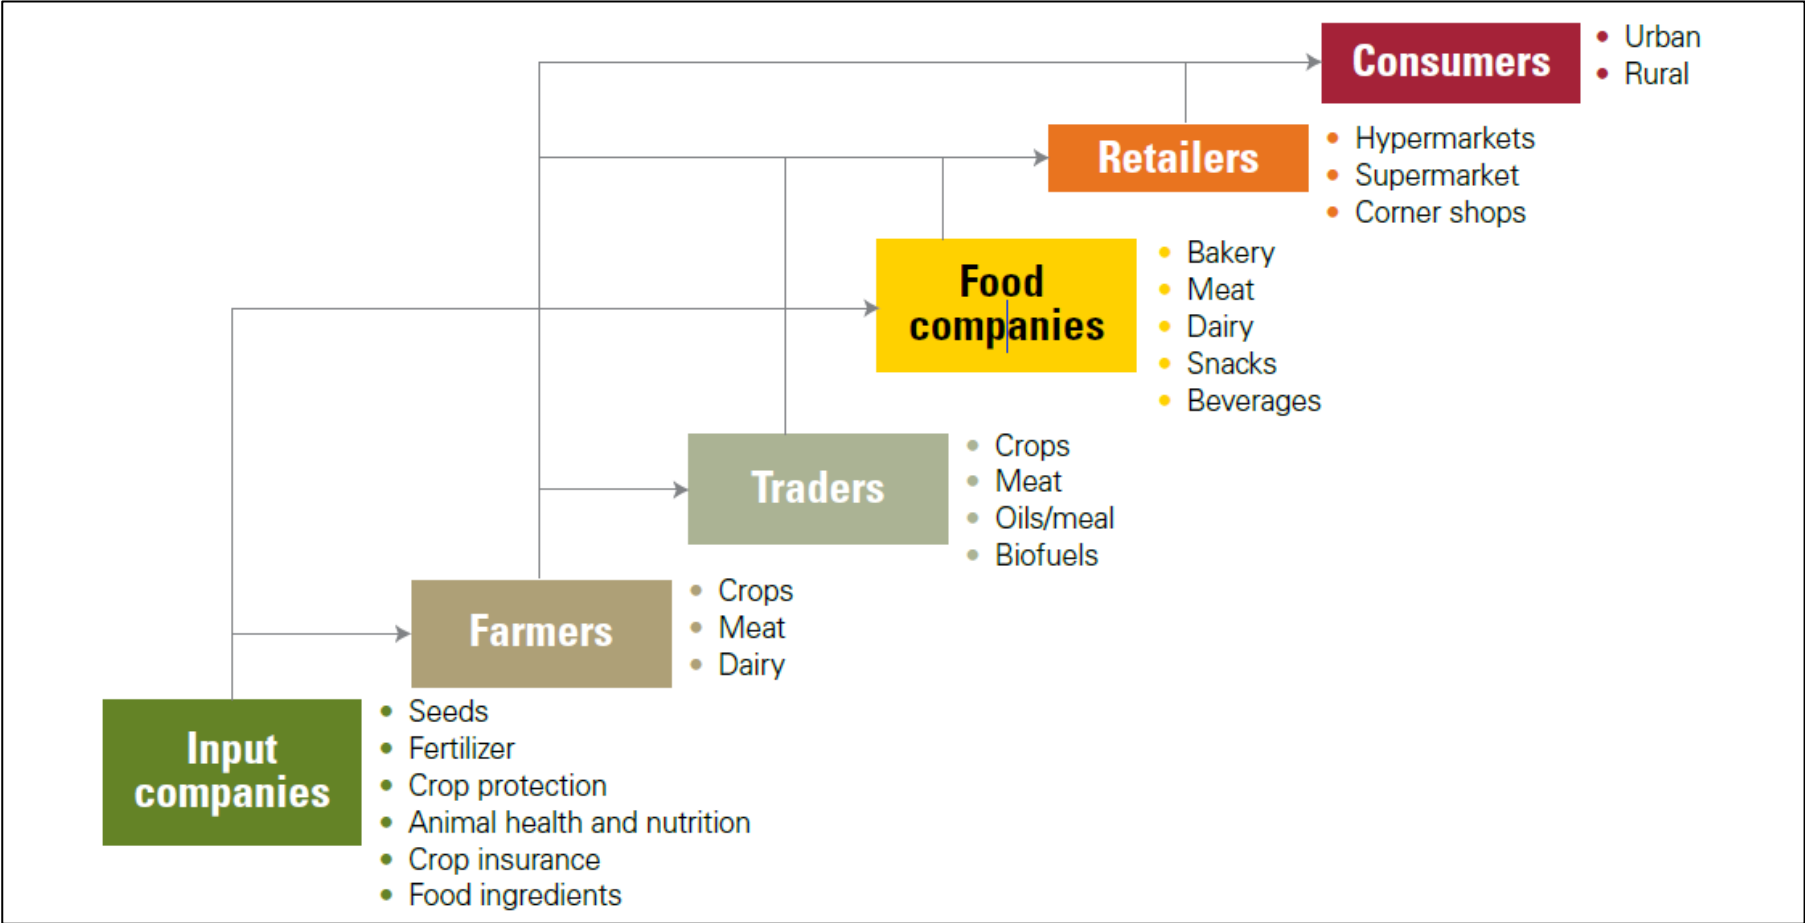 Consumers
• Urban
• Rural
Retailers
• Hypermarkets
• Supermarket
• Corner shops
Food
companies
• Bakery
• Meat
• Dairy
• Snacks
• Beverages
Traders
• Crops
• Meat
• Oils/meal
• Biofuels
Farmers
• Crops
• Meat
• Dairy
Input
companies
• Seeds
• Fertilizer
• Crop protection
• Animal health and nutrition
• Crop insurance
• Food ingredients